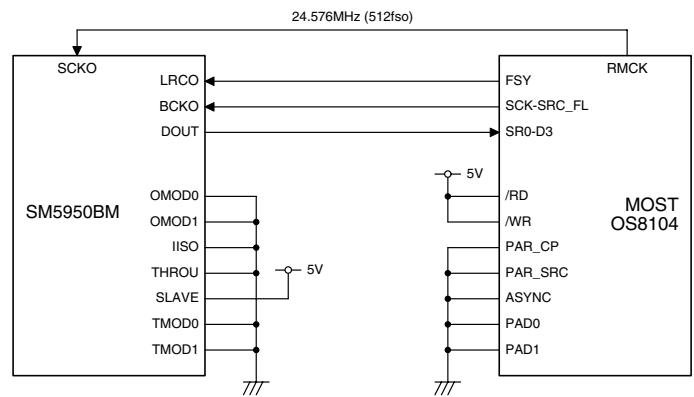 24.576MHz (512fso)
SCKO
RMCK
LRCO
FSY
BCKO
SCK-SRC_FL
DOUT
SR0-D3
5V
OMOD0
/RD
SM5950BM
MOST
OS8104
OMOD1
/WR
IISO
PAR_CP
THROU
5V
PAR_SRC
SLAVE
ASYNC
TMOD0
PAD0
TMOD1
PAD1